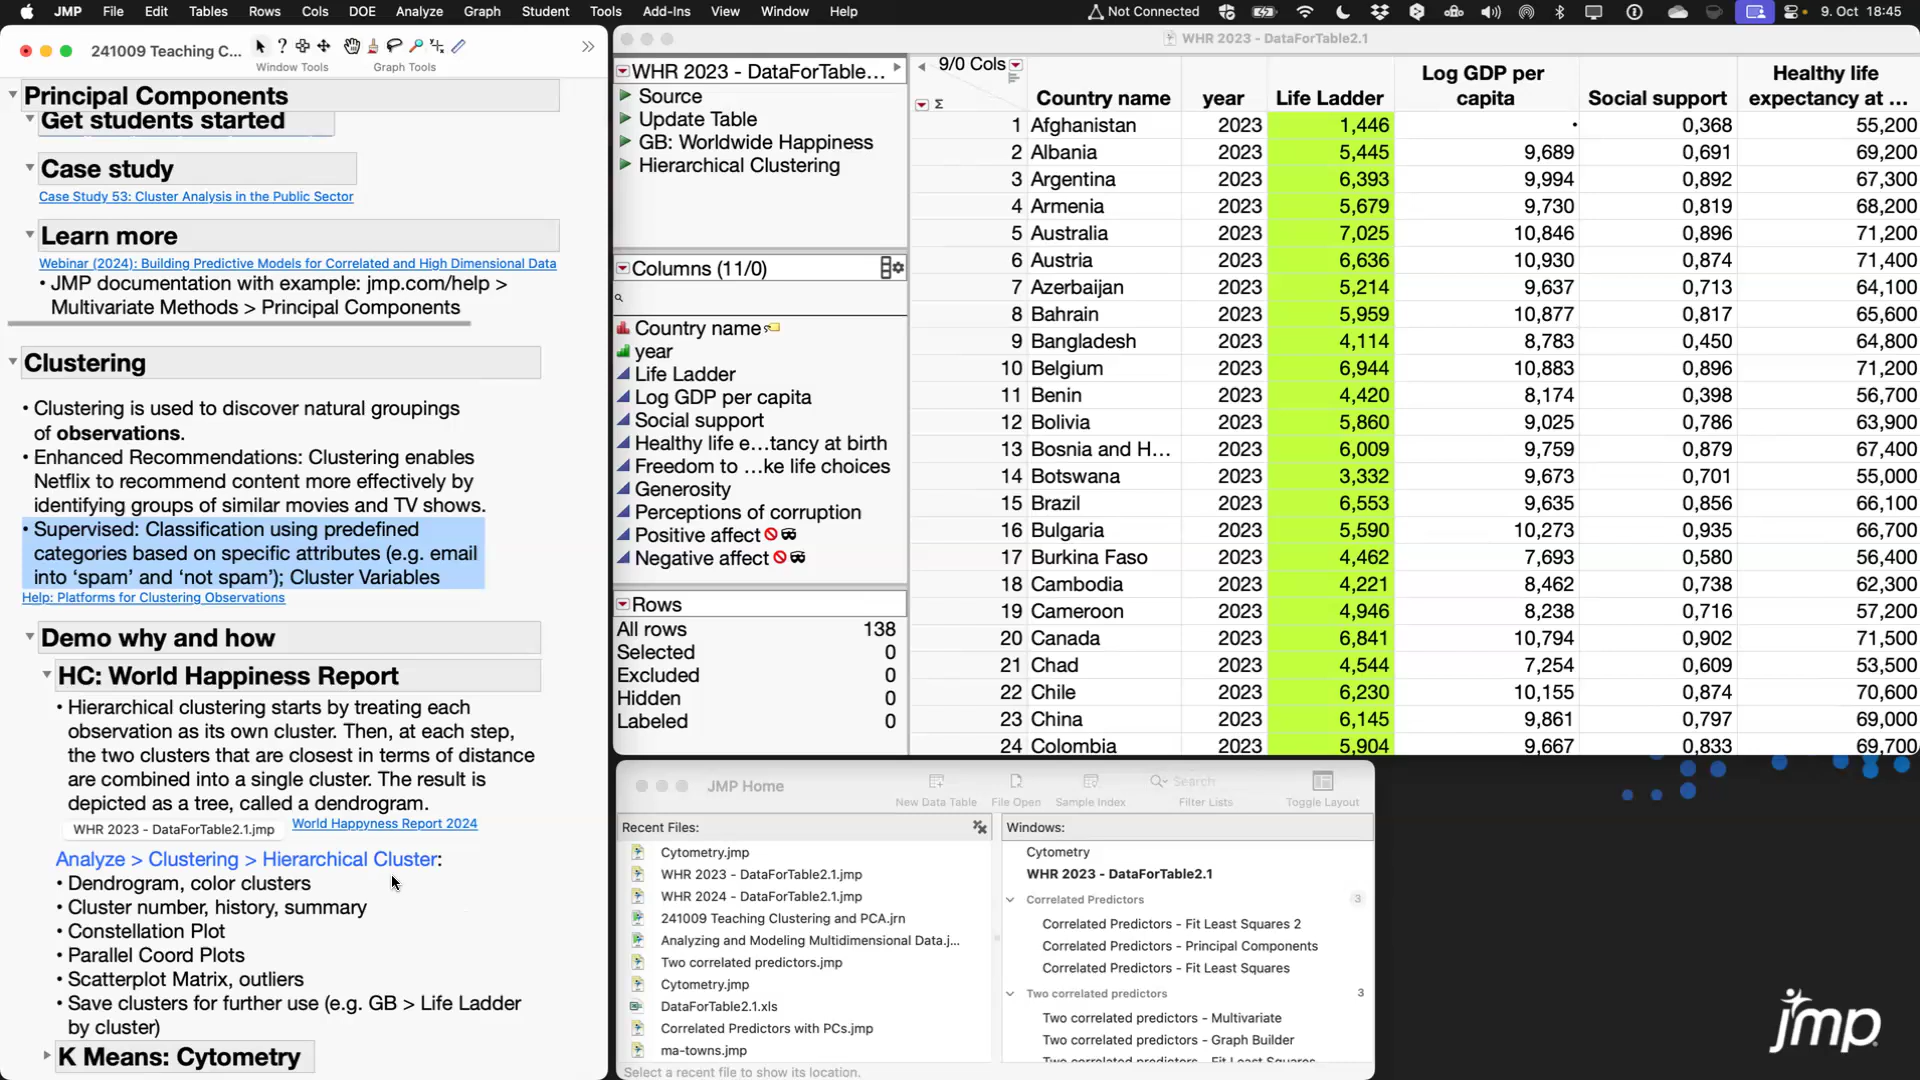 JMP File Edit Tables Rows Cols DOE Analyze Graph Student Tools Add-Ins View Window Help
Not Connected
9. Oct 18:45
241009 Teaching C...
Window Tools
Graph Tools
Principal Components
Get students started
Case study
Case Study 53: Cluster Analysis in the Public Sector
Learn more
Webinar (2024): Building Predictive Models for Correlated and High Dimensional Data
• JMP documentation with example: jmp.com/help >
Multivariate Methods > Principal Components
Clustering
• Clustering is used to discover natural groupings
of observations.
• Enhanced Recommendations: Clustering enables
Netflix to recommend content more effectively by
identifying groups of similar movies and TV shows.
• Supervised: Classification using predefined
categories based on specific attributes (e.g. email
into ‘spam’ and ‘not spam’); Cluster Variables
Help: Platforms for Clustering Observations
Demo why and how
HC: World Happiness Report
• Hierarchical clustering starts by treating each
observation as its own cluster. Then, at each step,
the two clusters that are closest in terms of distance
are combined into a single cluster. The result is
depicted as a tree, called a dendrogram.
WHR 2023 - DataForTable2.1.jmp
World Happyness Report 2024
Analyze > Clustering > Hierarchical Cluster:
• Dendrogram, color clusters
• Cluster number, history, summary
• Constellation Plot
• Parallel Coord Plots
• Scatterplot Matrix, outliers
• Save clusters for further use (e.g. GB > Life Ladder
by cluster)
K Means: Cytometry
WHR 2023 - DataForTable2.1
WHR 2023 - DataForTable...
Source
Update Table
GB: Worldwide Happiness
Hierarchical Clustering
Columns (11/0)
Country name
year
Life Ladder
Log GDP per capita
Social support
Healthy life e...tancy at birth
Freedom to ...ke life choices
Generosity
Perceptions of corruption
Positive affect
Negative affect
Rows
All rows 138
Selected 0
Excluded 0
Hidden 0
Labeled 0
9/0 Cols
Σ
Country name year Life Ladder Log GDP per capita Social support Healthy life expectancy at ...
1 Afghanistan 2023 1,446 • 0,368 55,200
2 Albania 2023 5,445 9,689 0,691 69,200
3 Argentina 2023 6,393 9,994 0,892 67,300
4 Armenia 2023 5,679 9,730 0,819 68,200
5 Australia 2023 7,025 10,846 0,896 71,200
6 Austria 2023 6,636 10,930 0,874 71,400
7 Azerbaijan 2023 5,214 9,637 0,713 64,100
8 Bahrain 2023 5,959 10,877 0,817 65,600
9 Bangladesh 2023 4,114 8,783 0,450 64,800
10 Belgium 2023 6,944 10,883 0,896 71,200
11 Benin 2023 4,420 8,174 0,398 56,700
12 Bolivia 2023 5,860 9,025 0,786 63,900
13 Bosnia and H... 2023 6,009 9,759 0,879 67,400
14 Botswana 2023 3,332 9,673 0,701 55,000
15 Brazil 2023 6,553 9,635 0,856 66,100
16 Bulgaria 2023 5,590 10,273 0,935 66,700
17 Burkina Faso 2023 4,462 7,693 0,580 56,400
18 Cambodia 2023 4,221 8,462 0,738 62,300
19 Cameroon 2023 4,946 8,238 0,716 57,200
20 Canada 2023 6,841 10,794 0,902 71,500
21 Chad 2023 4,544 7,254 0,609 53,500
22 Chile 2023 6,230 10,155 0,874 70,600
23 China 2023 6,145 9,861 0,797 69,000
24 Colombia 2023 5,904 9,667 0,833 69,700
JMP Home
New Data Table
File Open
Sample Index
Search
Filter Lists
Toggle Layout
Recent Files:
Cytometry.jmp
WHR 2023 - DataForTable2.1.jmp
WHR 2024 - DataForTable2.1.jmp
241009 Teaching Clustering and PCA.jrn
Analyzing and Modeling Multidimensional Data.j...
Two correlated predictors.jmp
Cytometry.jmp
DataForTable2.1.xls
Correlated Predictors with PCs.jmp
ma-towns.jmp
Select a recent file to show its location.
Windows:
Cytometry
WHR 2023 - DataForTable2.1
Correlated Predictors 3
Correlated Predictors - Fit Least Squares 2
Correlated Predictors - Principal Components
Correlated Predictors - Fit Least Squares
Two correlated predictors 3
Two correlated predictors - Multivariate
Two correlated predictors - Graph Builder
Two correlated predictors - Fit Least Squares
jmp